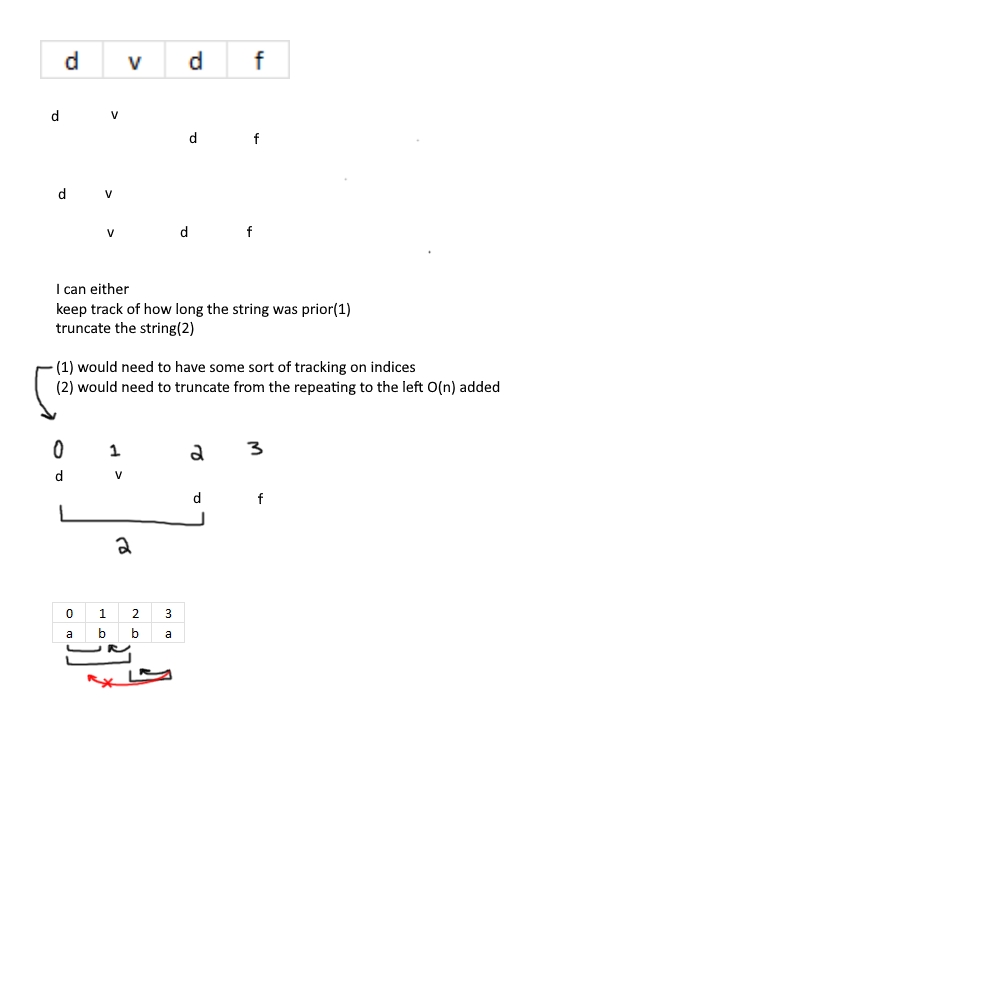 d v d f
d v
d f
d v
v d f
I can either
keep track of how long the string was prior(1)
truncate the string(2)
(1) would need to have some sort of tracking on indices
(2) would need to truncate from the repeating to the left O(n) added
0 1 2 3
d v
d f
2
0 1 2 3
a b b a